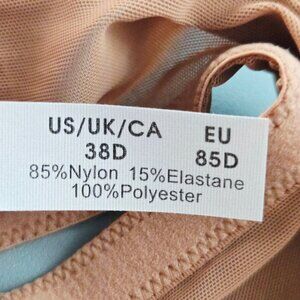 US/UK/CA EU
38D 85D
85%Nylon 15%Elastane
100%Polyester